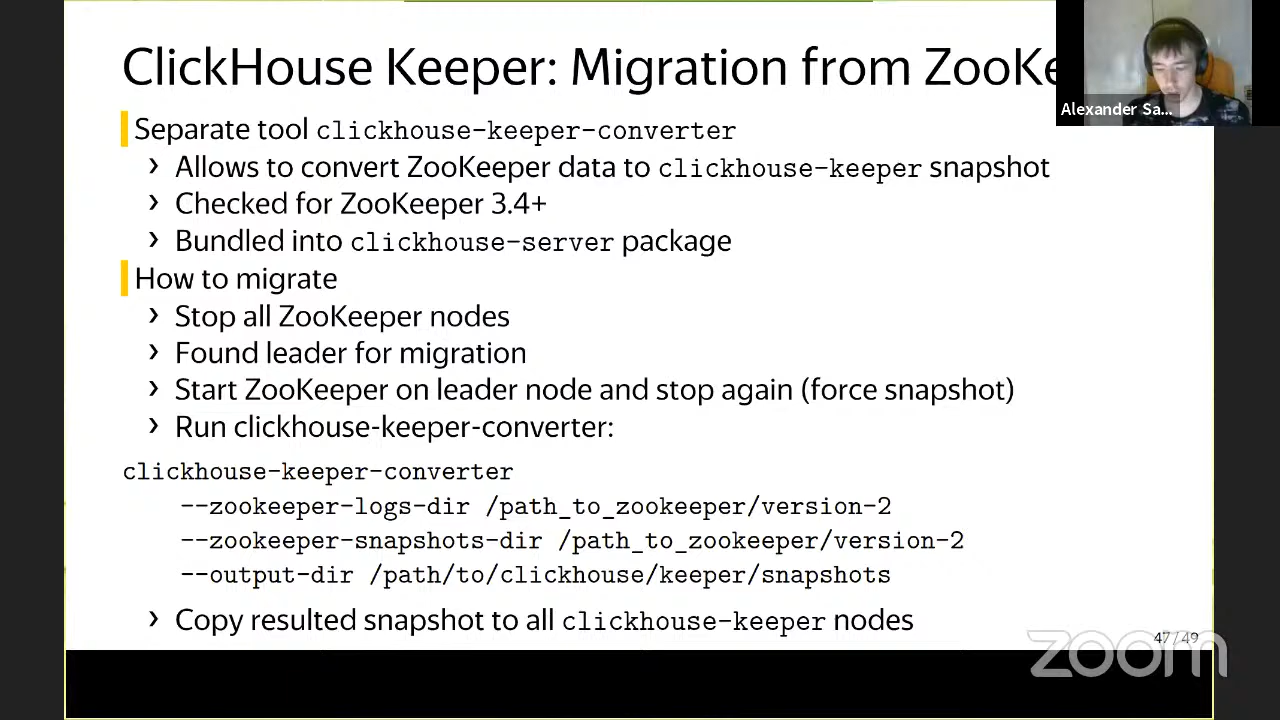 ClickHouse Keeper: Migration from ZooKe
Alexander Sa...
Separate tool clickhouse-keeper-converter
› Allows to convert ZooKeeper data to clickhouse-keeper snapshot
› Checked for ZooKeeper 3.4+
› Bundled into clickhouse-server package
How to migrate
› Stop all ZooKeeper nodes
› Found leader for migration
› Start ZooKeeper on leader node and stop again (force snapshot)
› Run clickhouse-keeper-converter:
clickhouse-keeper-converter
--zookeeper-logs-dir /path_to_zookeeper/version-2
--zookeeper-snapshots-dir /path_to_zookeeper/version-2
--output-dir /path/to/clickhouse/keeper/snapshots
› Copy resulted snapshot to all clickhouse-keeper nodes
47 / 49
zoom